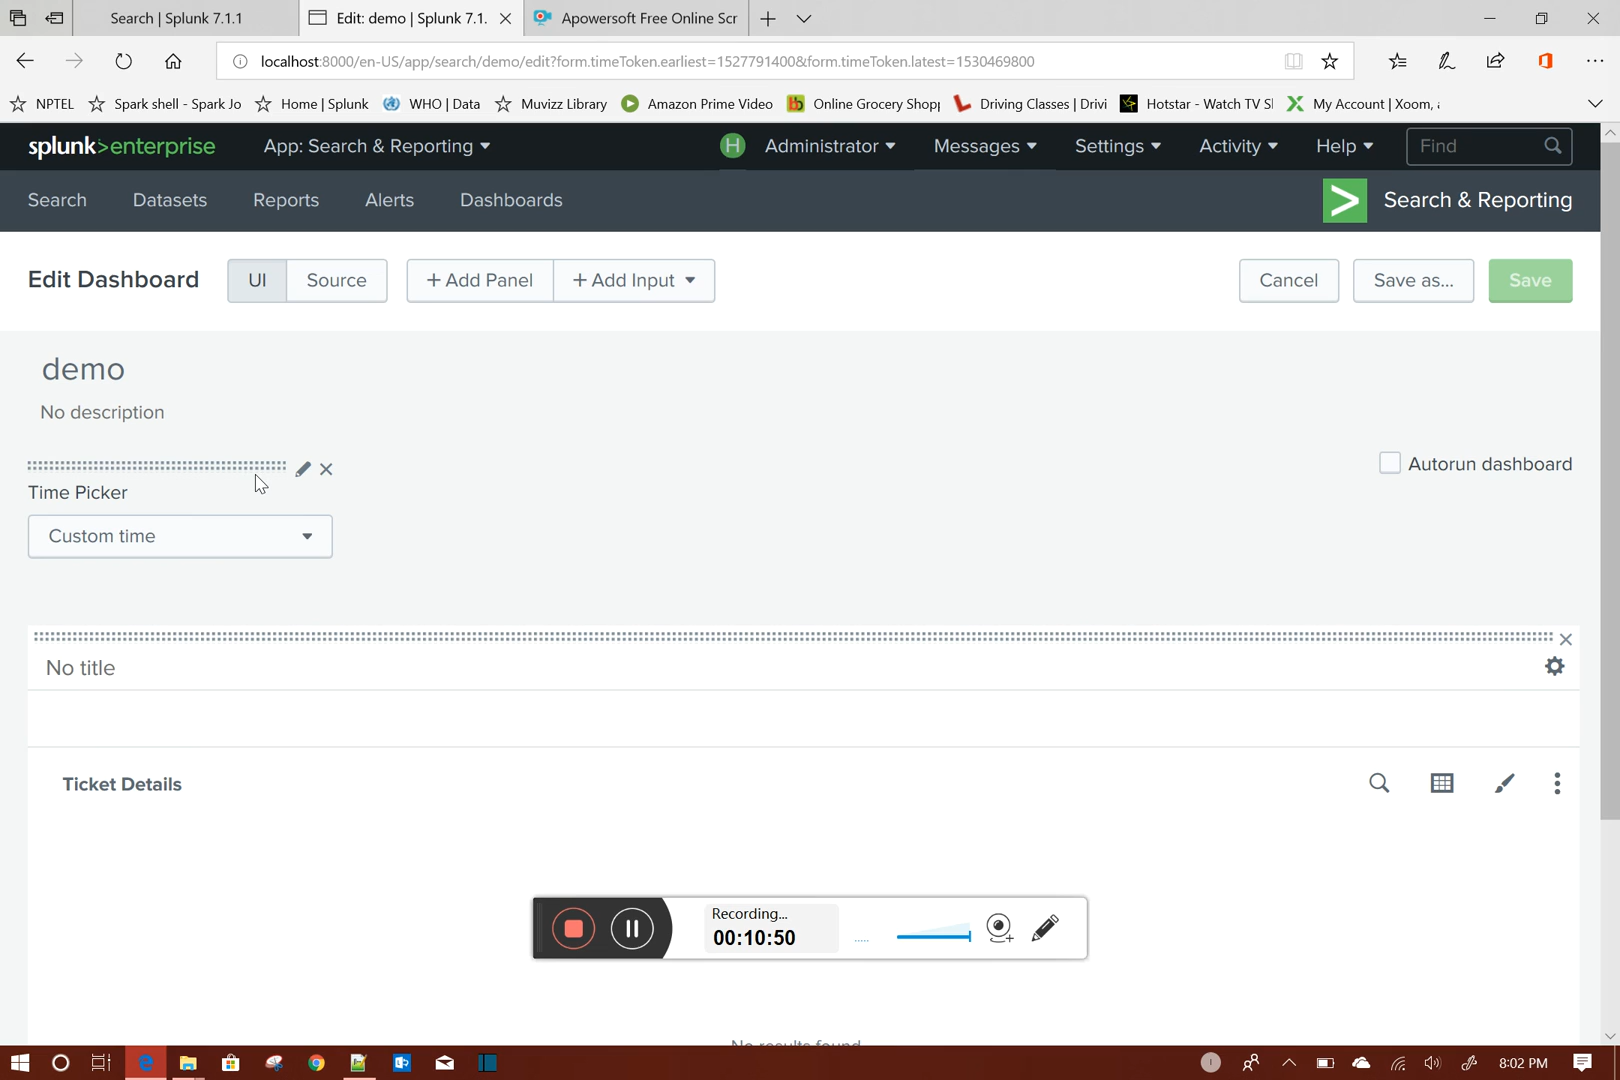 Search | Splunk 7.1.1
Edit: demo | Splunk 7.1.
Apowersoft Free Online Scr
localhost:8000/en-US/app/search/demo/edit?form.timeToken.earliest=1527791400&form.timeToken.latest=1530469800
NPTEL
Spark shell - Spark Jo
Home | Splunk
WHO | Data
Muvizz Library
Amazon Prime Video
Online Grocery Shopp
Driving Classes | Drivi
Hotstar - Watch TV Sl
My Account | Xoom, a
splunk>enterprise
App: Search & Reporting
H
Administrator
Messages
Settings
Activity
Help
Find
Search
Datasets
Reports
Alerts
Dashboards
Search & Reporting
Edit Dashboard
UI
Source
+ Add Panel
+ Add Input
Cancel
Save as...
Save
demo
No description
Autorun dashboard
Time Picker
Custom time
No title
Ticket Details
Recording...
00:10:50
No results found
8:02 PM